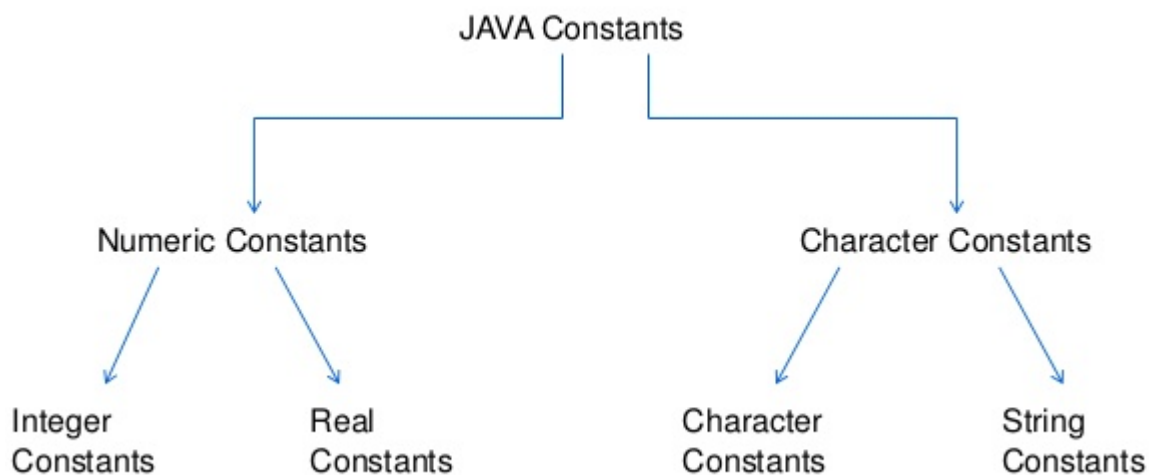 JAVA Constants
Numeric Constants
Character Constants
Integer
Constants
Real
Constants
Character
Constants
String
Constants